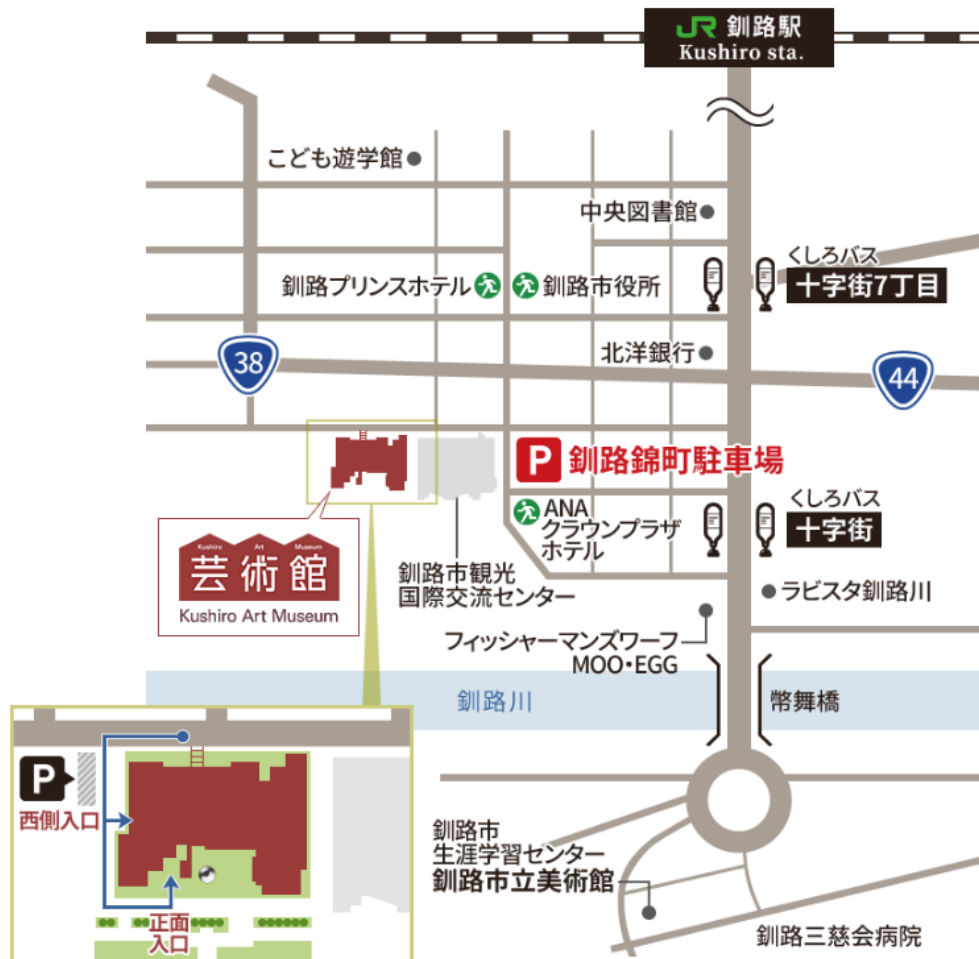 JR 釧路駅
Kushiro sta.
こども遊学館
中央図書館
くしろバス
十字街7丁目
釧路プリンスホテル
釧路市役所
北洋銀行
38
44
P 釧路錦町駐車場
くしろバス
十字街
ANA
クラウンプラザ
ホテル
Kushiro Art Museum
芸術館
Kushiro Art Museum
釧路市観光
国際交流センター
ラビスタ釧路川
フィッシャーマンズワーフ
MOO・EGG
釧路川
幣舞橋
P
西側入口
正面
入口
釧路市
生涯学習センター
釧路市立美術館
釧路三慈会病院